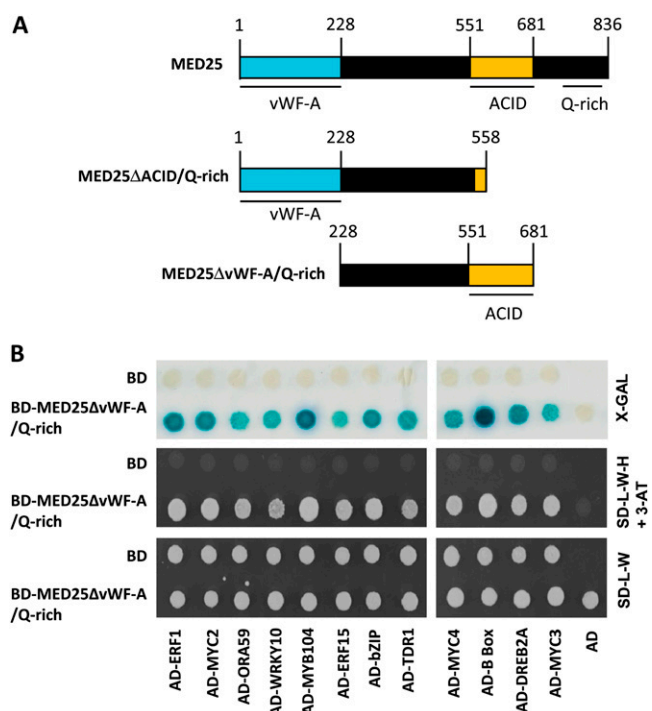 A
1 228 551 681 836
MED25
vWF-A ACID Q-rich
1 228 558
MED25ΔACID/Q-rich
vWF-A
228 551 681
MED25ΔvWF-A/Q-rich
ACID
B
BD
BD-MED25ΔvWF-A
/Q-rich
X-GAL
BD
BD-MED25ΔvWF-A
/Q-rich
SD-L-W-H
+ 3-AT
BD
BD-MED25ΔvWF-A
/Q-rich
SD-L-W
AD-ERF1
AD-MYC2
AD-ORA59
AD-WRKY10
AD-MYB104
AD-ERF15
AD-bZIP
AD-TDR1
AD-MYC4
AD-B Box
AD-DREB2A
AD-MYC3
AD